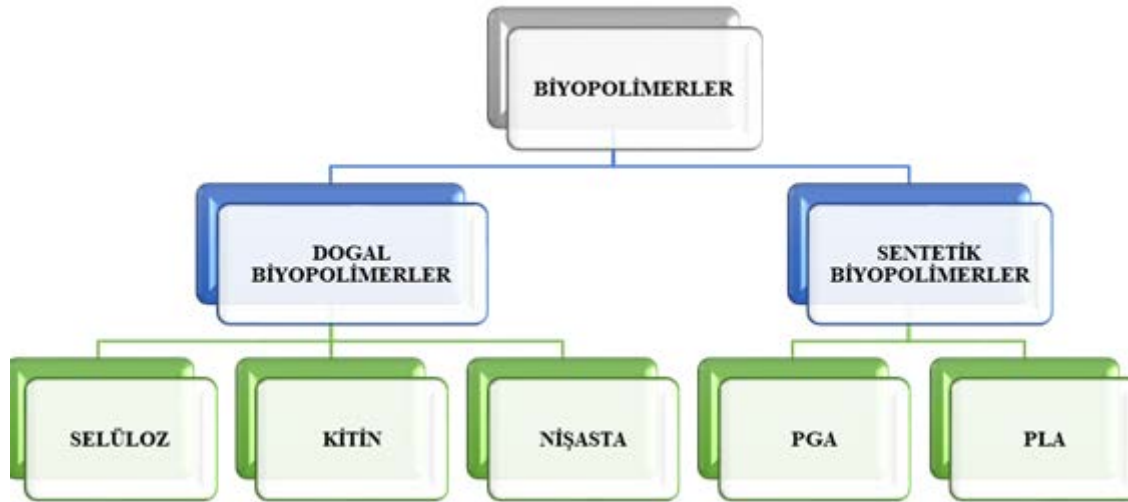 BİYOPOLİMERLER
DOGAL
BİYOPOLİMERLER
SENTETİK
BİYOPOLİMERLER
SELÜLOZ
KİTİN
NİŞASTA
PGA
PLA